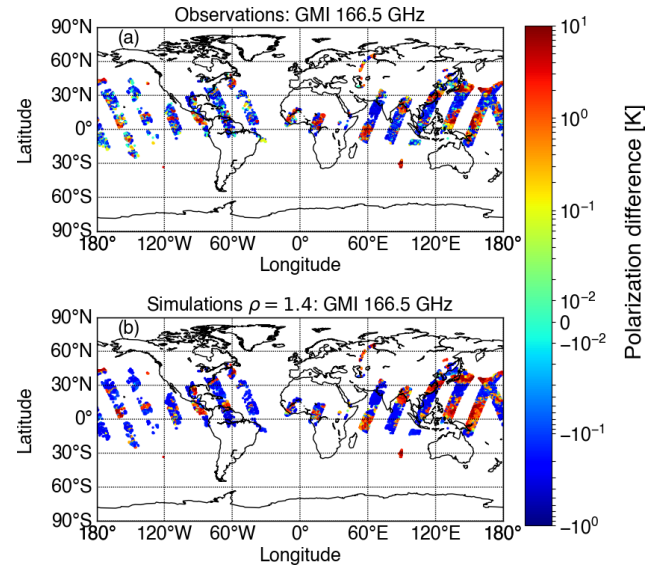 Observations: GMI 166.5 GHz
(a)
90°N
60°N
30°N
0°
30°S
60°S
90°S
Latitude
180° 120°W 60°W 0° 60°E 120°E 180°
Longitude
Simulations ρ = 1.4: GMI 166.5 GHz
(b)
90°N
60°N
30°N
0°
30°S
60°S
90°S
Latitude
180° 120°W 60°W 0° 60°E 120°E 180°
Longitude
10¹
10⁰
10⁻¹
10⁻²
0
−10⁻²
−10⁻¹
−10⁰
Polarization difference [K]